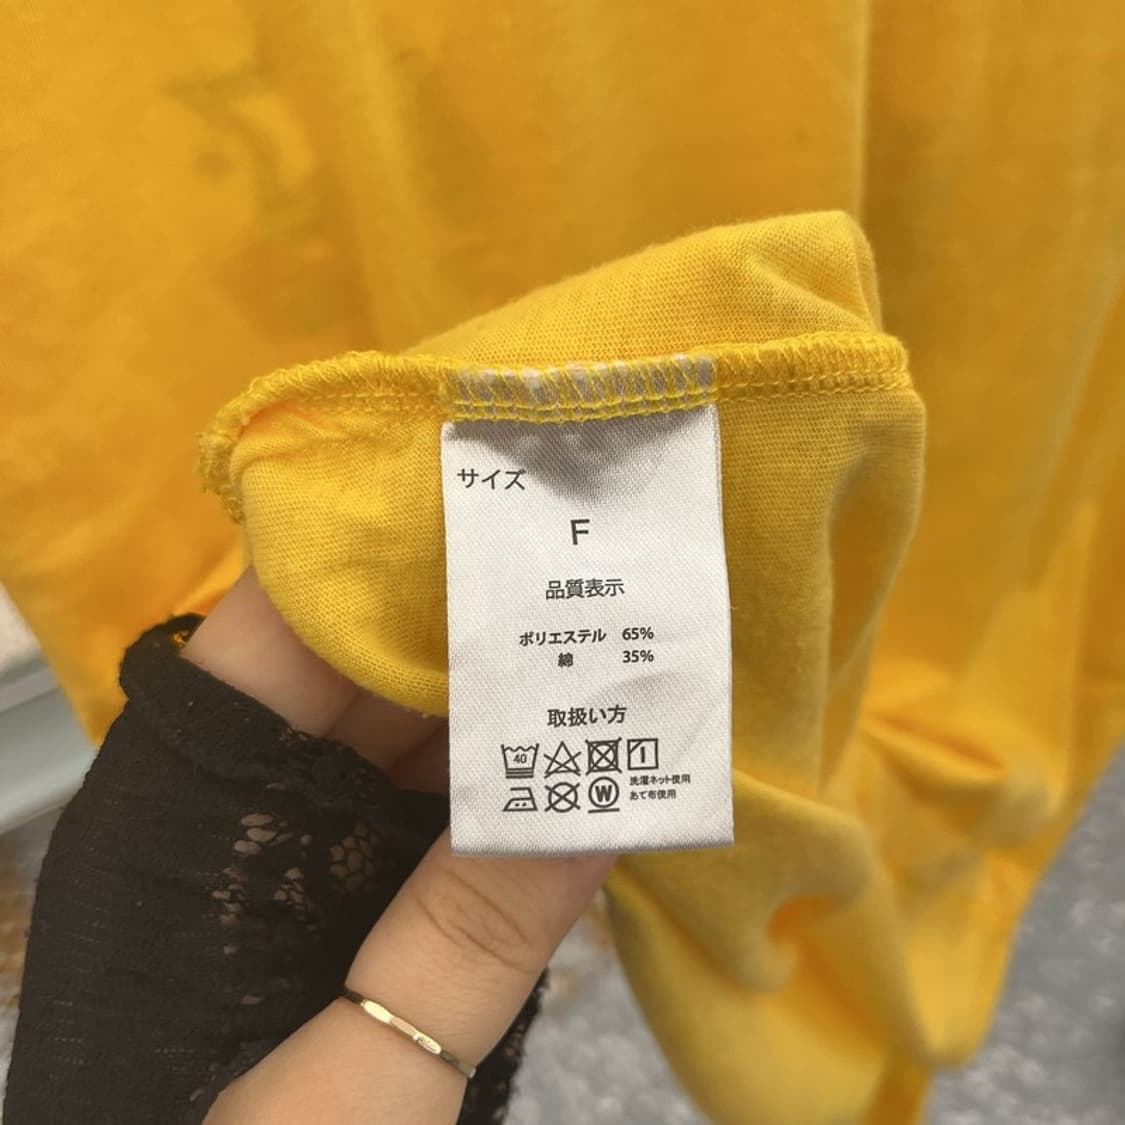 サイズ
F
品質表示
ポリエステル 65%
綿 35%
取扱い方
40
洗濯ネット使用
W あて布使用